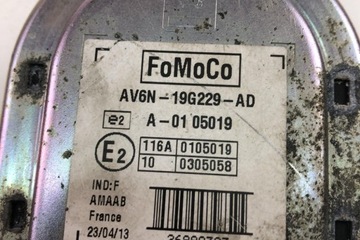 FoMoCo
AV6N-19G229-AD
e2 A-01 05019
E2 116A 0105019
10 0305058
IND:F
AMAAB
France
23/04/13